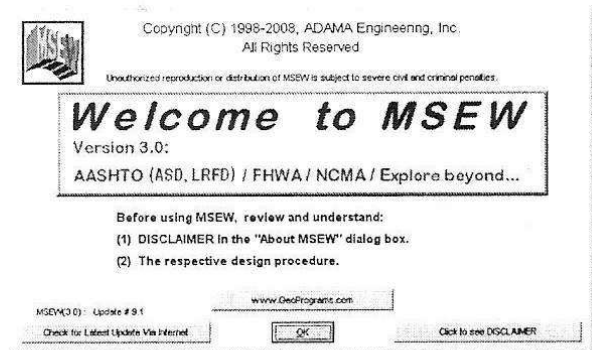 MSEW
Copyright (C) 1998-2008, ADAMA Engineering, Inc.
All Rights Reserved
Unauthorized reproduction or distribution of MSEW is subject to severe civil and criminal penalties.
Welcome to MSEW
Version 3.0:
AASHTO (ASD, LRFD) / FHWA / NCMA / Explore beyond...
Before using MSEW, review and understand:
(1) DISCLAIMER in the "About MSEW" dialog box.
(2) The respective design procedure.
www.GeoPrograms.com
MSEW(3.0): Update # 9.1
Check for Latest Update Via Internet
OK
Click to see DISCLAIMER